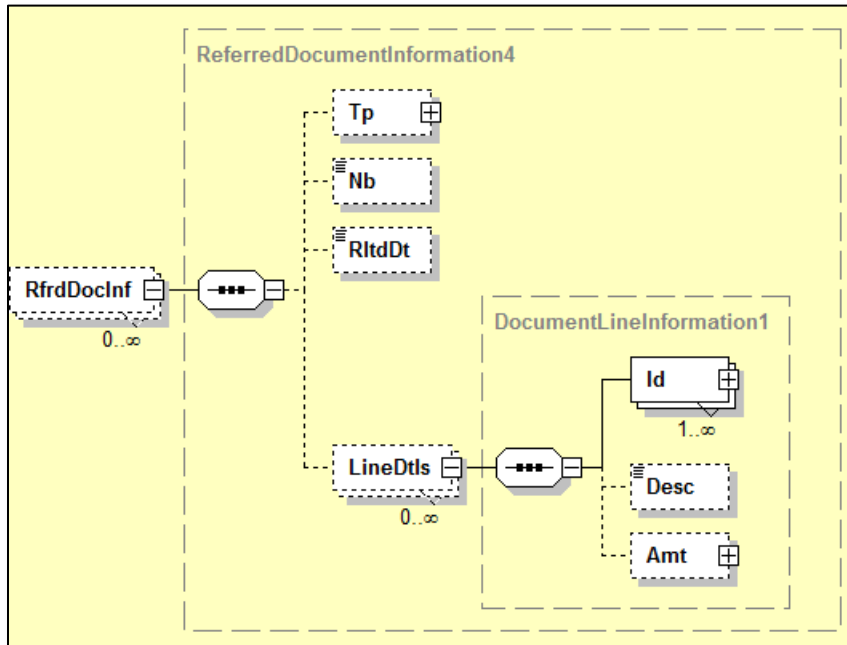 ReferredDocumentInformation4
Tp
Nb
RltdDt
RfrdDocInf
0..∞
DocumentLineInformation1
Id
1..∞
LineDtls
0..∞
Desc
Amt